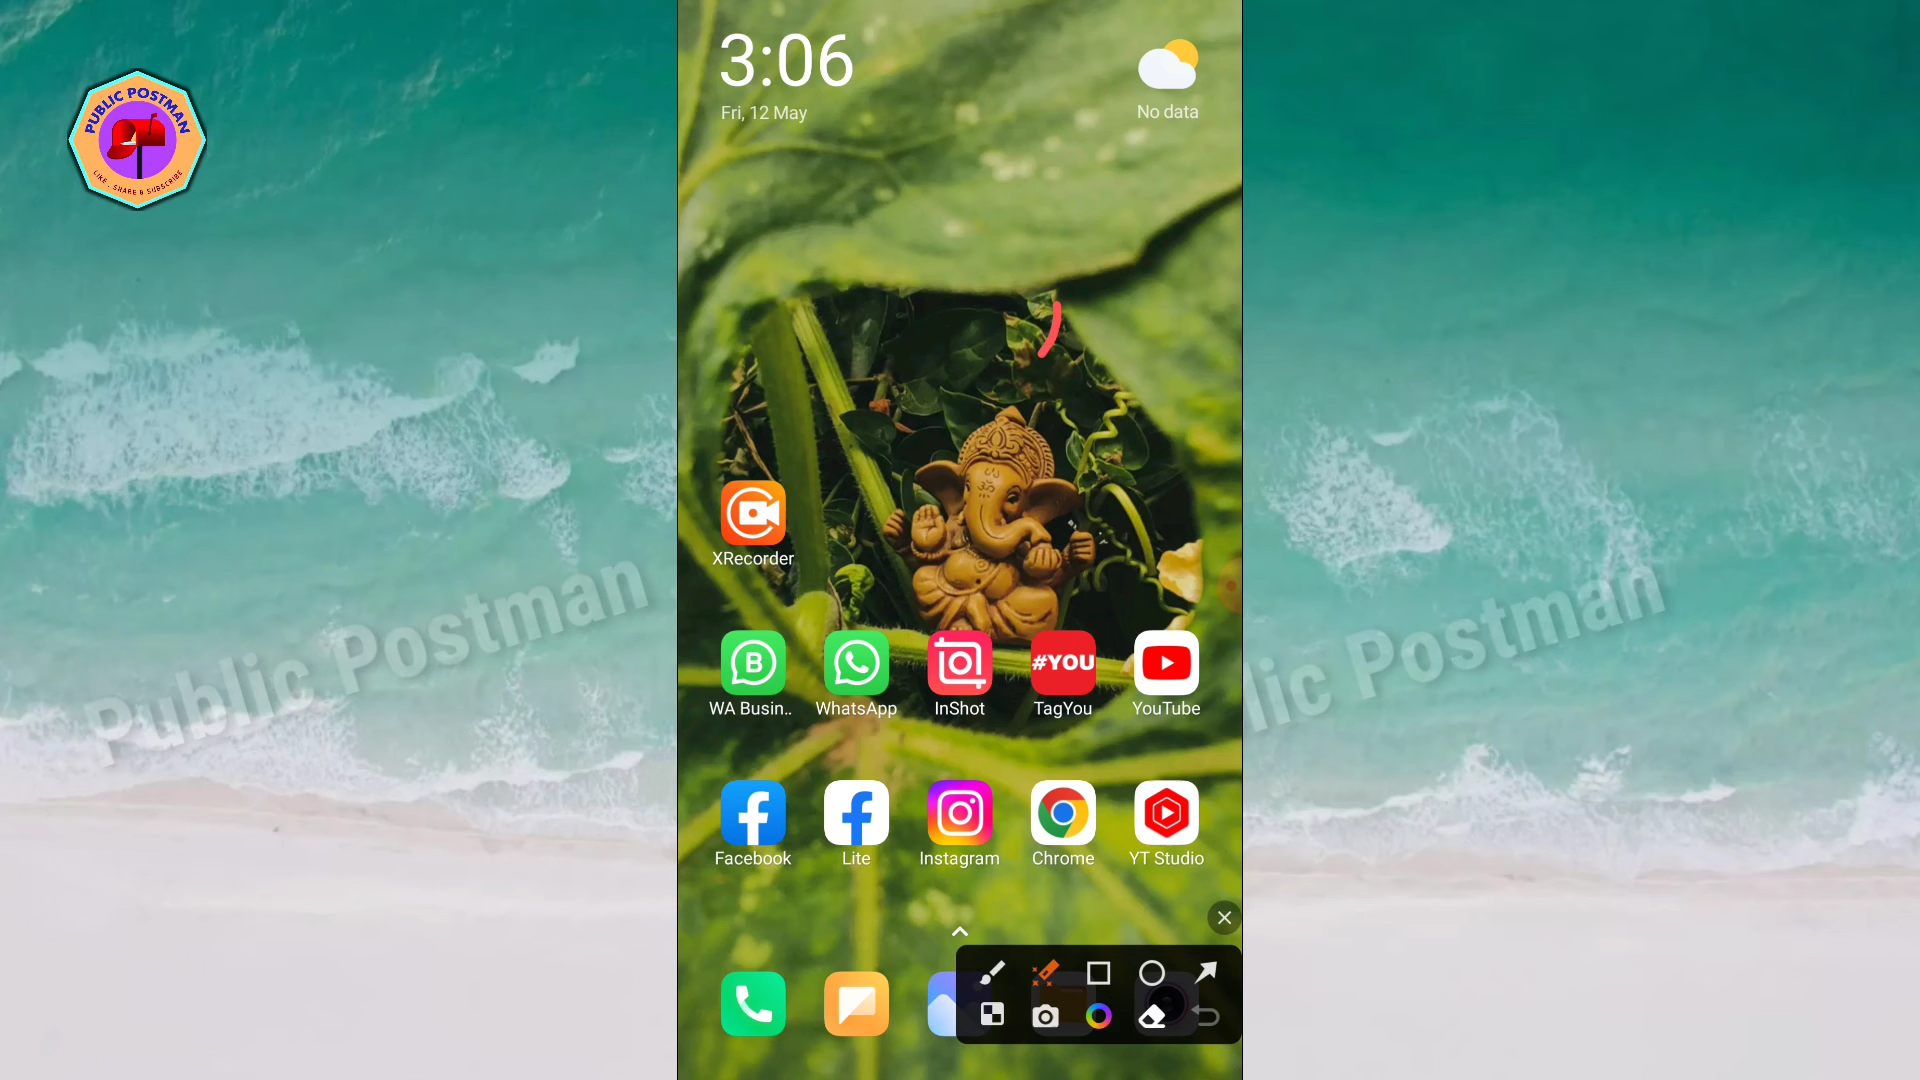 PUBLIC POSTMAN
LIKE , SHARE & SUBSCRIBE
3:06
Fri, 12 May
No data
XRecorder
B
#YOU
WA Busin..
WhatsApp
InShot
TagYou
YouTube
Facebook
Lite
Instagram
Chrome
YT Studio
Public Postman
lic Postman